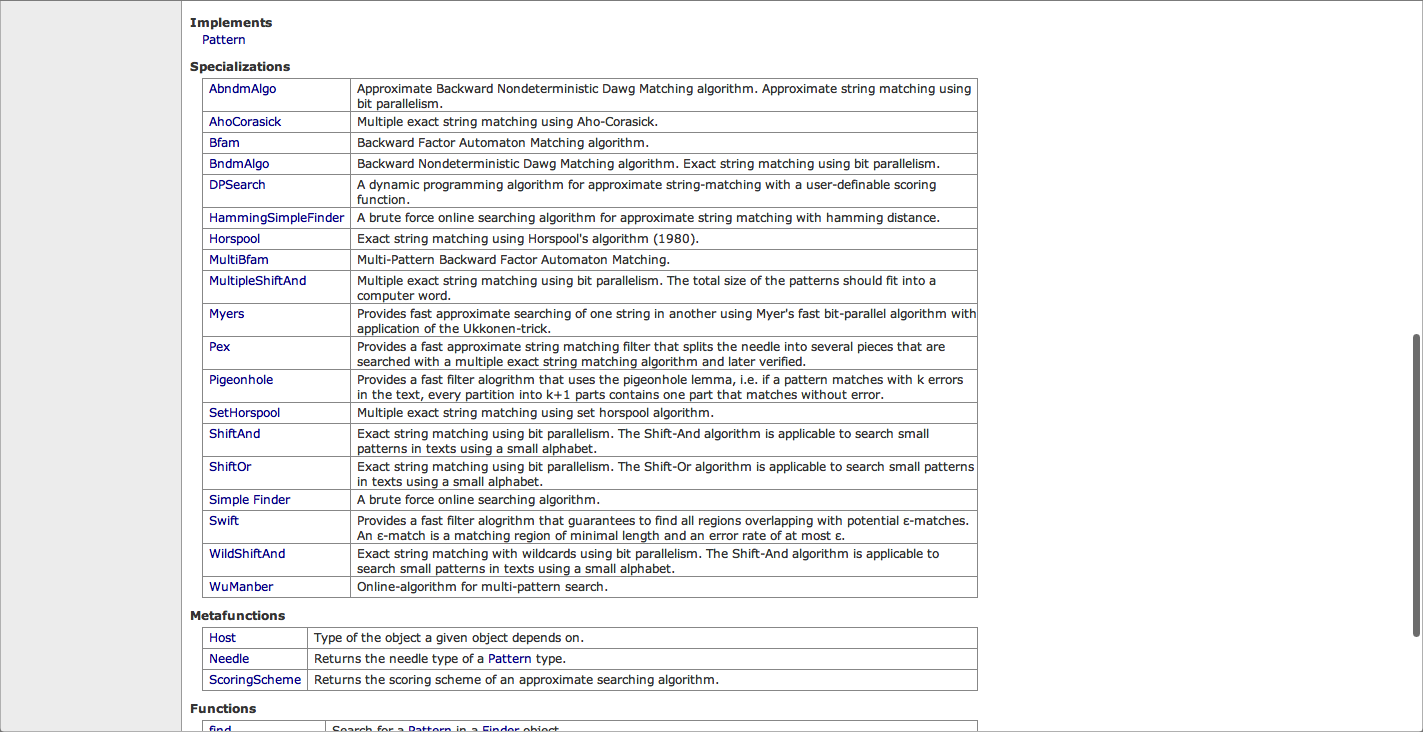 Implements
Pattern
Specializations
AbndmAlgo Approximate Backward Nondeterministic Dawg Matching algorithm. Approximate string matching using
bit parallelism.
AhoCorasick Multiple exact string matching using Aho-Corasick.
Bfam Backward Factor Automaton Matching algorithm.
BndmAlgo Backward Nondeterministic Dawg Matching algorithm. Exact string matching using bit parallelism.
DPSearch A dynamic programming algorithm for approximate string-matching with a user-definable scoring
function.
HammingSimpleFinder A brute force online searching algorithm for approximate string matching with hamming distance.
Horspool Exact string matching using Horspool's algorithm (1980).
MultiBfam Multi-Pattern Backward Factor Automaton Matching.
MultipleShiftAnd Multiple exact string matching using bit parallelism. The total size of the patterns should fit into a
computer word.
Myers Provides fast approximate searching of one string in another using Myer's fast bit-parallel algorithm with
application of the Ukkonen-trick.
Pex Provides a fast approximate string matching filter that splits the needle into several pieces that are
searched with a multiple exact string matching algorithm and later verified.
Pigeonhole Provides a fast filter alogrithm that uses the pigeonhole lemma, i.e. if a pattern matches with k errors
in the text, every partition into k+1 parts contains one part that matches without error.
SetHorspool Multiple exact string matching using set horspool algorithm.
ShiftAnd Exact string matching using bit parallelism. The Shift-And algorithm is applicable to search small
patterns in texts using a small alphabet.
ShiftOr Exact string matching using bit parallelism. The Shift-Or algorithm is applicable to search small patterns
in texts using a small alphabet.
Simple Finder A brute force online searching algorithm.
Swift Provides a fast filter alogrithm that guarantees to find all regions overlapping with potential ε-matches.
An ε-match is a matching region of minimal length and an error rate of at most ε.
WildShiftAnd Exact string matching with wildcards using bit parallelism. The Shift-And algorithm is applicable to
search small patterns in texts using a small alphabet.
WuManber Online-algorithm for multi-pattern search.
Metafunctions
Host Type of the object a given object depends on.
Needle Returns the needle type of a Pattern type.
ScoringScheme Returns the scoring scheme of an approximate searching algorithm.
Functions
find Search for a Pattern in a Finder object.